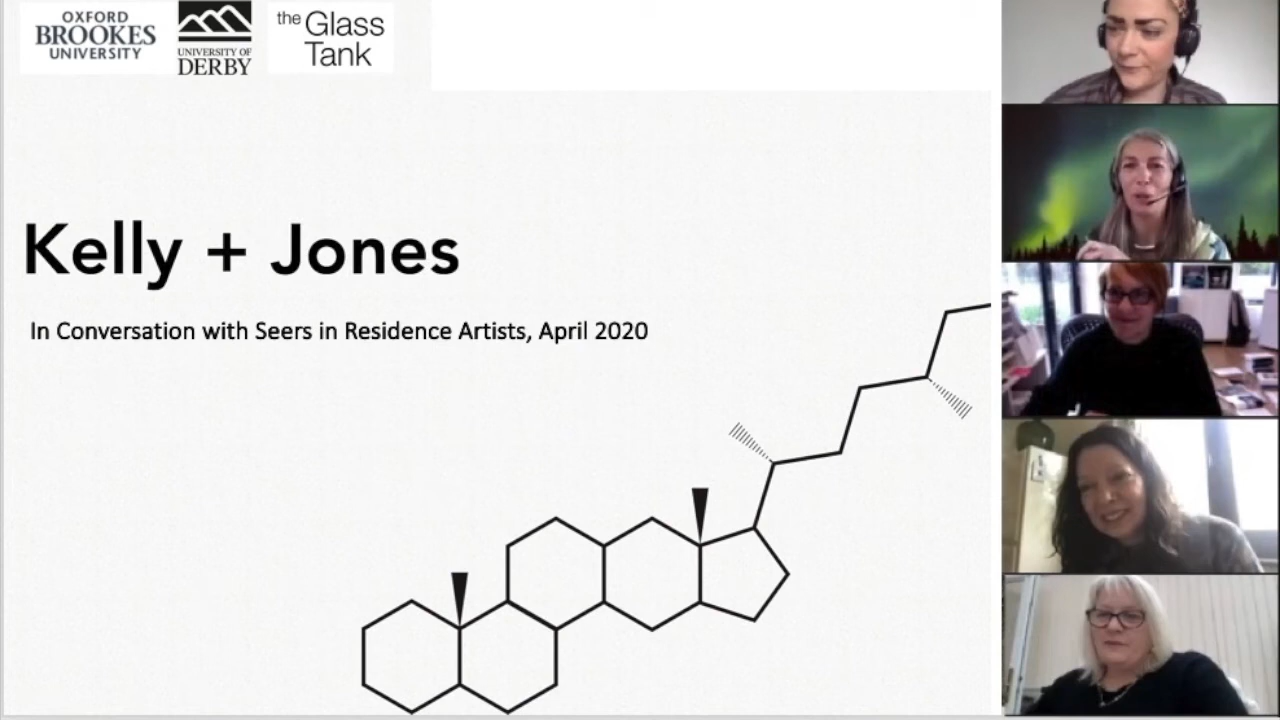 OXFORD
BROOKES
UNIVERSITY
UNIVERSITY OF
DERBY
the Glass
Tank
Kelly + Jones
In Conversation with Seers in Residence Artists, April 2020